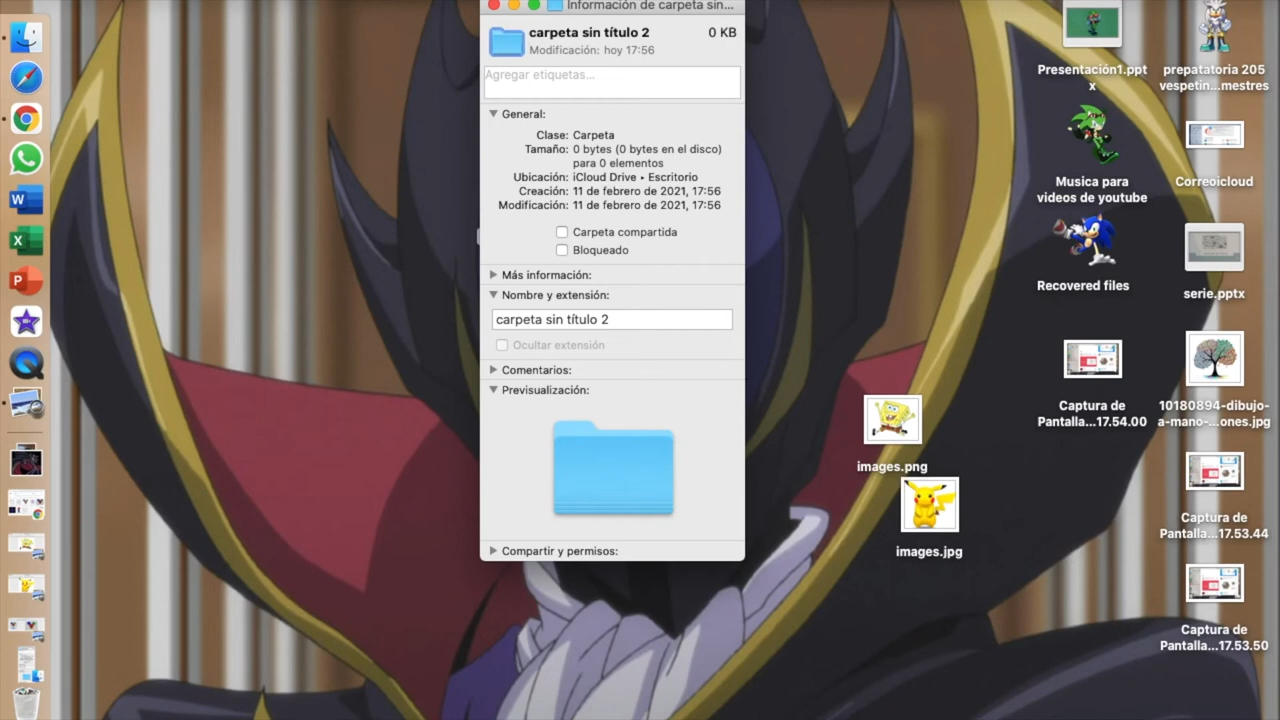 Información de carpeta sin...
carpeta sin título 2
0 KB
Modificación: hoy 17:56
Agregar etiquetas...
General:
Clase: Carpeta
Tamaño: 0 bytes (0 bytes en el disco)
para 0 elementos
Ubicación: iCloud Drive ▸ Escritorio
Creación: 11 de febrero de 2021, 17:56
Modificación: 11 de febrero de 2021, 17:56
Carpeta compartida
Bloqueado
Más información:
Nombre y extensión:
carpeta sin título 2
Ocultar extensión
Comentarios:
Previsualización:
Compartir y permisos:
images.png
images.jpg
Presentación1.ppt
x
Musica para
videos de youtube
Recovered files
Captura de
Pantalla...17.54.00
prepatatoria 205
vespetin...mestres
Correoicloud
serie.pptx
10180894-dibujo-
a-mano-...ones.jpg
Captura de
Pantalla...17.53.44
Captura de
Pantalla...17.53.50
W
X
P